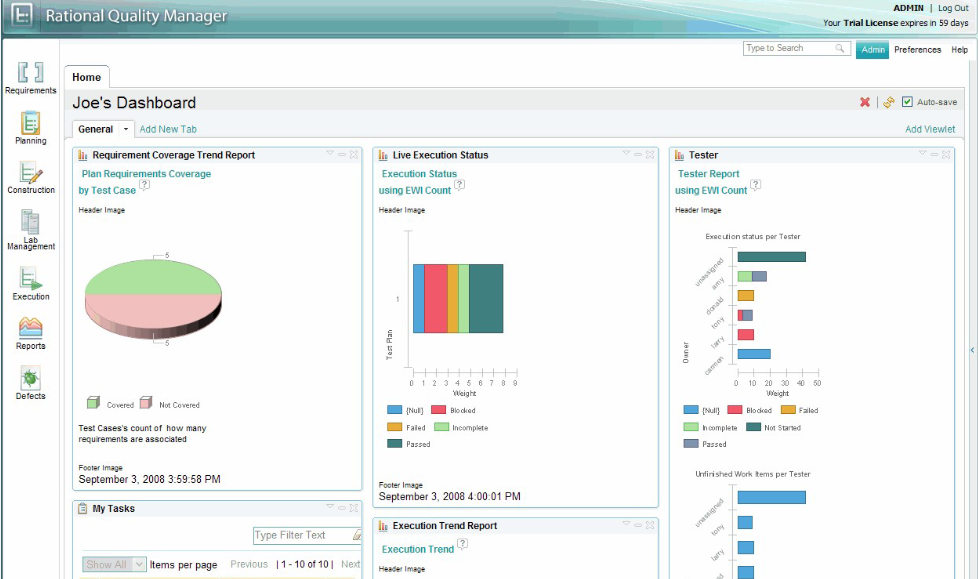 Rational Quality Manager
ADMIN | Log Out
Your Trial License expires in 59 days
Type to Search
Admin Preferences Help
Requirements
Planning
Construction
Lab
Management
Execution
Reports
Defects
Home
Joe's Dashboard
Auto-save
General Add New Tab
Add Viewlet
Requirement Coverage Trend Report
Plan Requirements Coverage
by Test Case ?
Header Image
5
5
Covered Not Covered
Test Cases's count of how many
requirements are associated
Footer Image
September 3, 2008 3:59:58 PM
My Tasks
Type Filter Text
Show All Items per page Previous | 1 - 10 of 10 | Next
Live Execution Status
Execution Status
using EWI Count ?
Header Image
Test Plan
1
0 1 2 3 4 5 6 7 8 9
Weight
{Null} Blocked
Failed Incomplete
Passed
Footer Image
September 3, 2008 4:00:01 PM
Execution Trend Report
Execution Trend ?
Header Image
Tester
Tester Report
using EWI Count ?
Header Image
Execution status per Tester
Owner
unassigned
amy
donald
tony
larry
0 10 20 30 40 50
Weight
{Null} Blocked Failed
Incomplete Not Started
Passed
Unfinished Work Items per Tester
unassigned
tony
larry